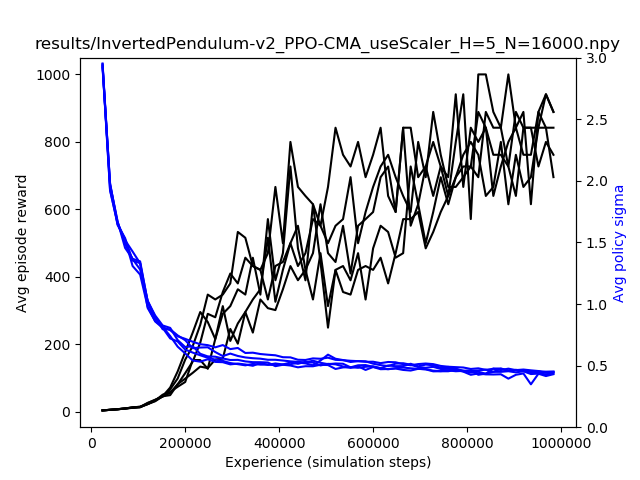 results/InvertedPendulum-v2_PPO-CMA_useScaler_H=5_N=16000.npy
1000
800
600
400
200
0
Avg episode reward
3.0
2.5
2.0
1.5
1.0
0.5
0.0
Avg policy sigma
0 200000 400000 600000 800000 1000000
Experience (simulation steps)